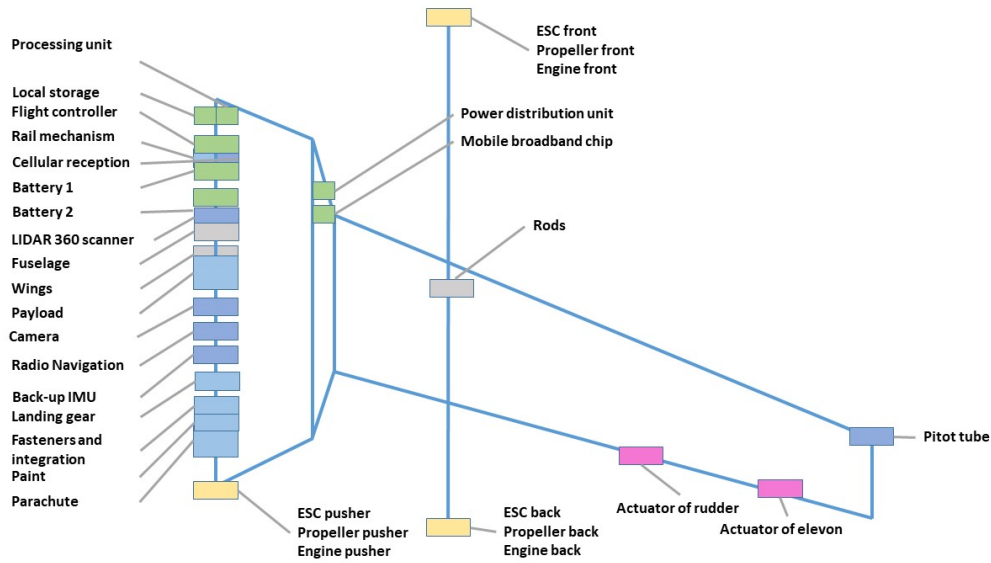 Processing unit
Local storage
Flight controller
Rail mechanism
Cellular reception
Battery 1
Battery 2
LIDAR 360 scanner
Fuselage
Wings
Payload
Camera
Radio Navigation
Back-up IMU
Landing gear
Fasteners and
integration
Paint
Parachute
ESC front
Propeller front
Engine front
Power distribution unit
Mobile broadband chip
Rods
Pitot tube
Actuator of rudder
Actuator of elevon
ESC pusher
Propeller pusher
Engine pusher
ESC back
Propeller back
Engine back